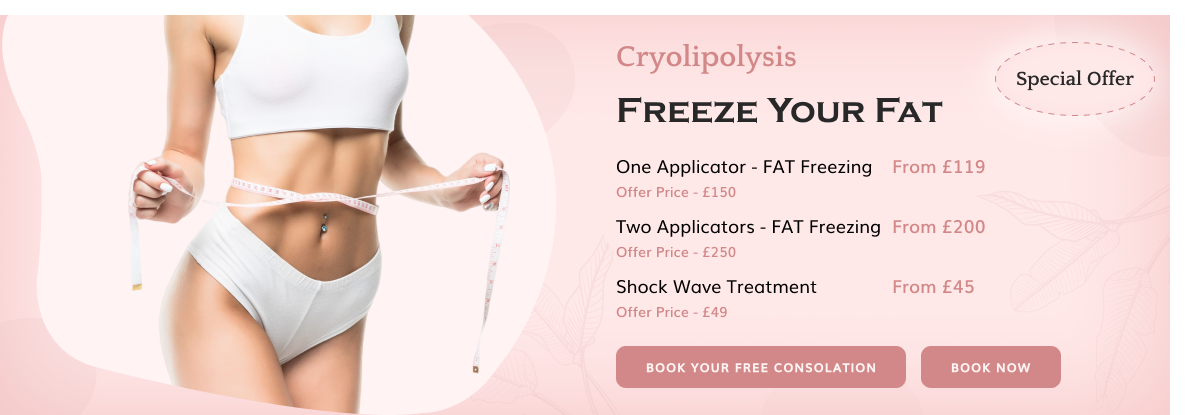 Cryolipolysis
Special Offer
FREEZE YOUR FAT
One Applicator - FAT Freezing From £119
Offer Price - £150
Two Applicators - FAT Freezing From £200
Offer Price - £250
Shock Wave Treatment From £45
Offer Price - £49
BOOK YOUR FREE CONSOLATION BOOK NOW